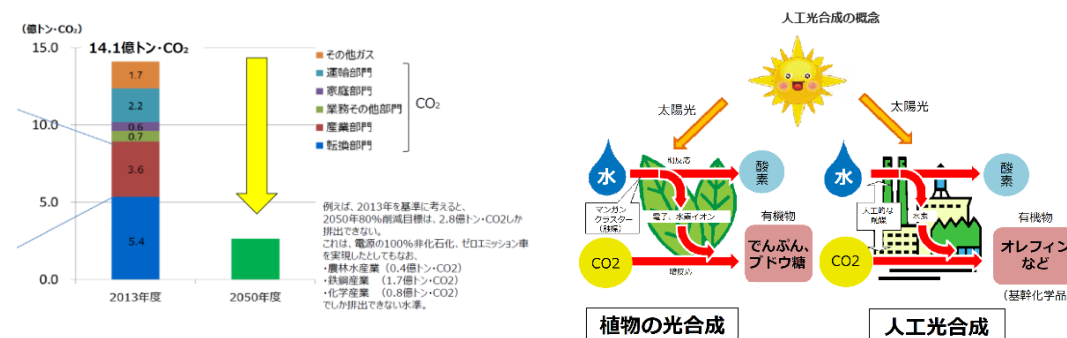 （億トン・CO₂）
14.1億トン・CO₂
15.0
10.0
5.0
0.0
1.7
2.2
0.6
0.7
3.6
5.4
2013年度
2050年度
その他ガス
運輸部門
家庭部門
業務その他部門
産業部門
転換部門
CO₂
例えば、2013年を基準に考えると、
2050年80%削減目標は、2.8億トン・CO2しか
排出できない。
これは、電源の100%非化石化、ゼロエミッション車
を実現したとしてもなお、
・農林水産業（0.4億トン・CO2）
・鉄鋼産業　（1.7億トン・CO2）
・化学産業　（0.8億トン・CO2）
でしか排出できない水準。
人工光合成の概念
太陽光
太陽光
水
明反応
酸素
マンガン
クラスター
（触媒）
電子、水素イオン
有機物
CO2
でんぷん、
ブドウ糖
暗反応
植物の光合成
水
酸素
人工的な
触媒
水素
有機物
CO2
オレフィン
など
（基幹化学品
人工光合成